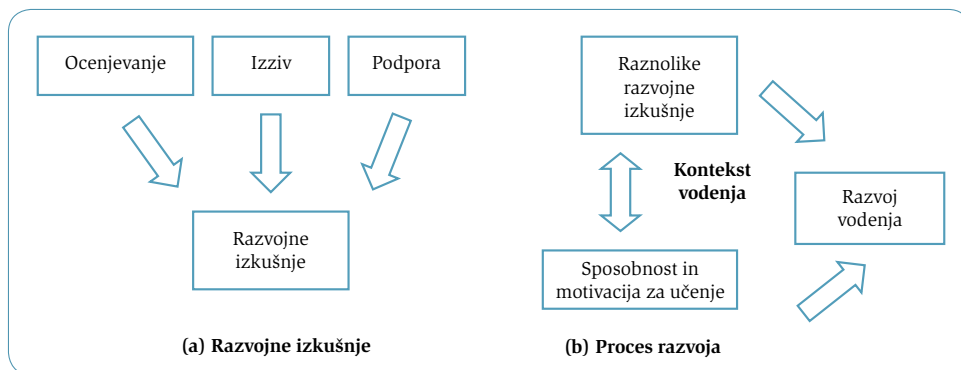 Ocenjevanje
Izziv
Podpora
Razvojne
izkušnje
(a) Razvojne izkušnje
Raznolike
razvojne
izkušnje
Kontekst
vodenja
Razvoj
vodenja
Sposobnost in
motivacija za učenje
(b) Proces razvoja